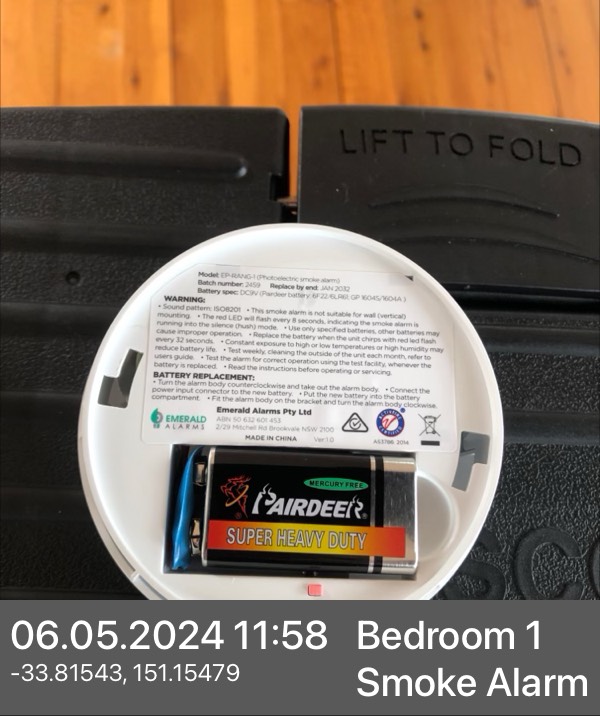 LIFT TO FOLD
Model: EP-RANG-1 (Photoelectric smoke alarm)
Batch number: 2459 Replace by end: JAN 2032
Battery spec: DC9V (Pairdeer battery: 6F22/6LR61, GP 1604S/1604A )
WARNING:
• Sound pattern: ISO8201 • This smoke alarm is not suitable for wall (vertical)
mounting. • The red LED will flash every 8 seconds, indicating the smoke alarm is
running into the silence (hush) mode. • Use only specified batteries, other batteries may
cause improper operation. • Replace the battery when the unit chirps with red led flash
every 32 seconds. • Constant exposure to high or low temperatures or high humidity may
reduce battery life. • Test weekly, cleaning the outside of the unit each month, refer to
users guide. • Test the alarm for correct operation using the test facility, whenever the
battery is replaced. • Read the instructions before operating or servicing.
BATTERY REPLACEMENT:
• Turn the alarm body counterclockwise and take out the alarm body. • Connect the
power input connector to the new battery. • Put the new battery into the battery
compartment. • Fit the alarm body on the bracket and turn the alarm body clockwise.
EMERALD
ALARMS
Emerald Alarms Pty Ltd
ABN 50 632 601 453
2/29 Mitchell Rd Brookvale NSW 2100
MADE IN CHINA Ver:1.0
AS3786: 2014
MERCURY FREE
PAIRDEER
SUPER HEAVY DUTY
SCO
06.05.2024 11:58
-33.81543, 151.15479
Bedroom 1
Smoke Alarm